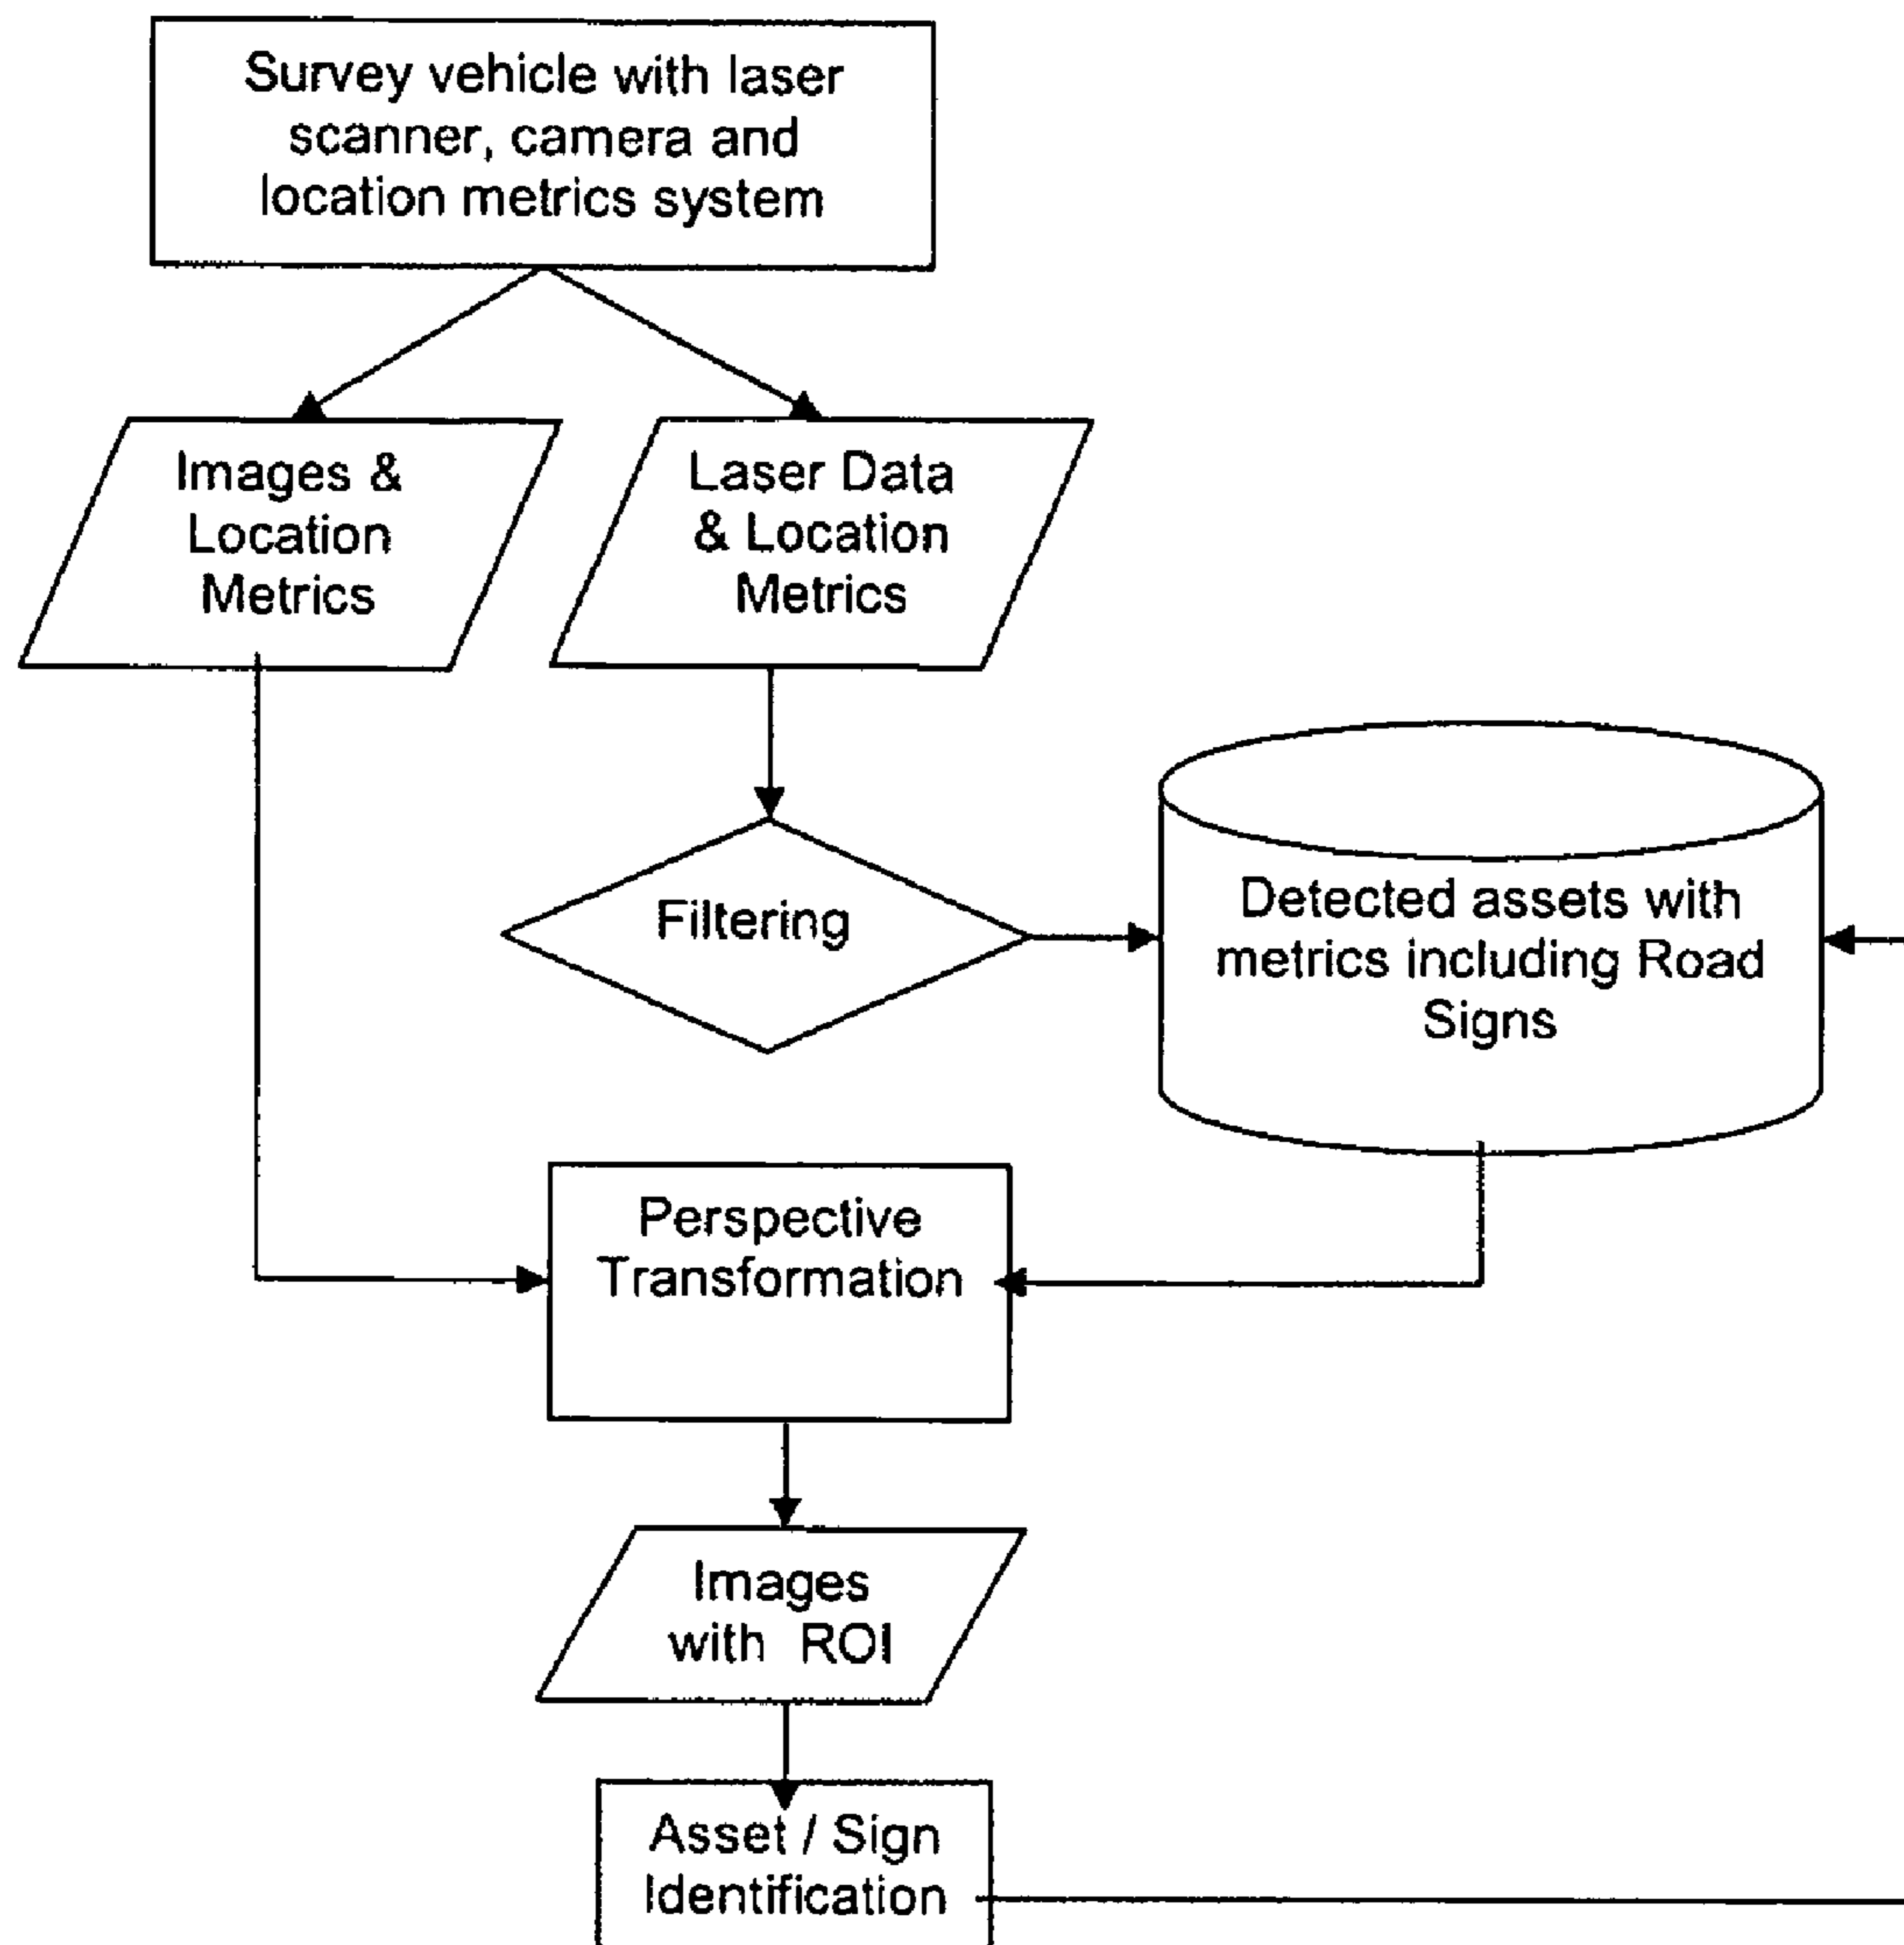 Survey vehicle with laser
scanner, camera and
location metrics system
Images &
Location
Metrics
Laser Data
& Location
Metrics
Filtering
Detected assets with
metrics including Road
Signs
Perspective
Transformation
Images
with ROI
Asset / Sign
Identification